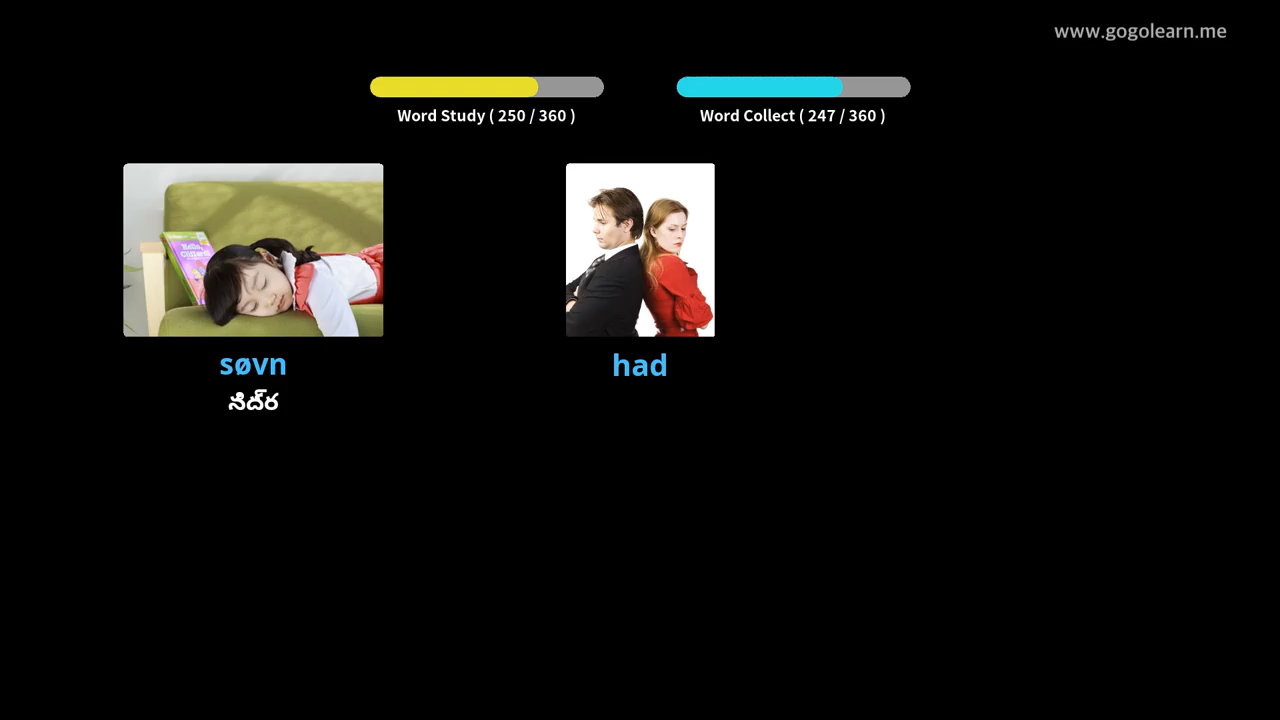 www.gogolearn.me
Word Study ( 250 / 360 )
Word Collect ( 247 / 360 )
søvn
had
నిద్ర